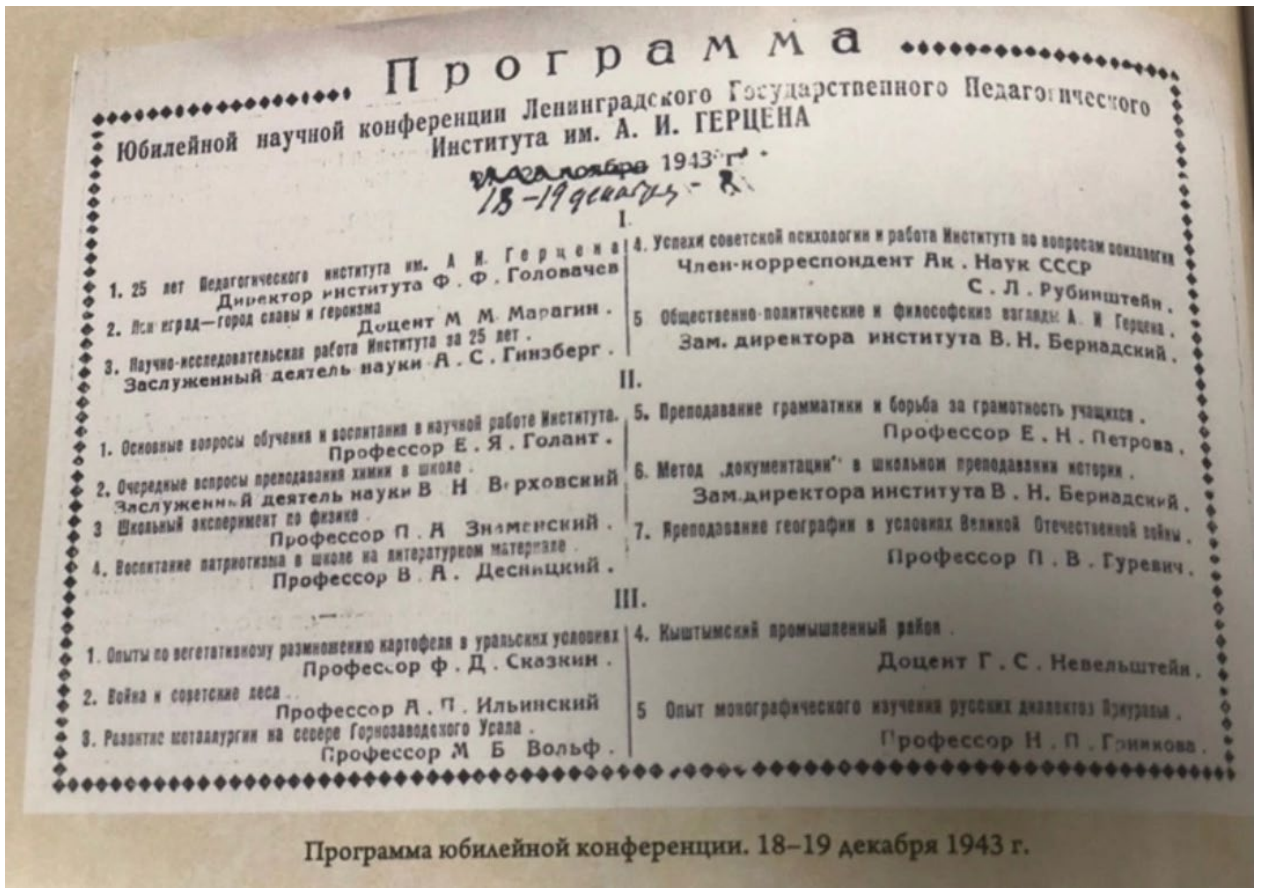 Программа
Юбилейной научной конференции Ленинградского Государственного Педагогического
Института им. А. И. ГЕРЦЕНА
ноября 1943 г.
18-19 декабря
I.
1. 25 лет Педагогического института им. А И. Герцена
Директор института Ф. Ф. Головачев
2. град—город славы и героизма
Доцент М М. Марагин.
3. Научно-исследовательская работа Института за 25 лет.
Заслуженный деятель науки А. С. Гинзберг.
4. Успехи советской психологии и работа Института по вопросам психологии
Член-корреспондент Ак. Наук СССР
С. Л. Рубинштейн.
5 Общественно-политические и философские взгляды А. И Герцена.
Зам. директора института В. Н. Бернадский.
II.
1. Основные вопросы обучения и воспитания в научной работе Института.
Профессор Е. Я. Голант.
2. Очередные вопросы преподавания химии в школе.
Заслуженный деятель науки В Н Верховский
3 Школьный эксперимент по физике.
Профессор П. А Знаменский.
4. Воспитание патриотизма в школе на литературном материале.
Профессор В. А. Десницкий.
5. Преподавание грамматики и борьба за грамотность учащихся.
Профессор Е. Н. Петрова.
6. Метод „документации“ в школьном преподавании истории.
Зам.директора института В. Н. Бернадский.
7. Преподавание географии в условиях Великой Отечественной войны.
Профессор П. В. Гуревич.
III.
1. Опыты по вегетативному размножению картофеля в уральских условиях
Профессор Ф. Д. Сказкин.
2. Война и советские леса..
Профессор А. П. Ильинский
3. Развитие металлургии на севере Горнозаводского Урала.
Профессор М Б Вольф.
4. Кыштымский промышленный район.
Доцент Г. С. Невельштейн.
5 Опыт монографического изучения русских диалектов Приуралья.
Профессор Н. П. Гринкова.
Программа юбилейной конференции. 18–19 декабря 1943 г.